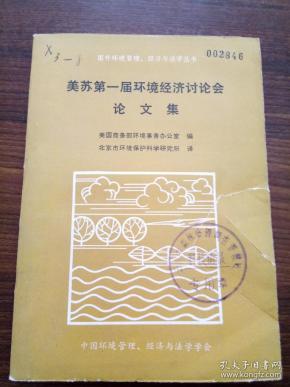 X3-8
002846
国外环境管理、经济与法学丛书
美苏第一届环境经济讨论会
论文集
美国商务部环境事务办公室 编
北京市环境保护科学研究所 译
中国环境管理、经济与法学学会
孔夫子旧书网